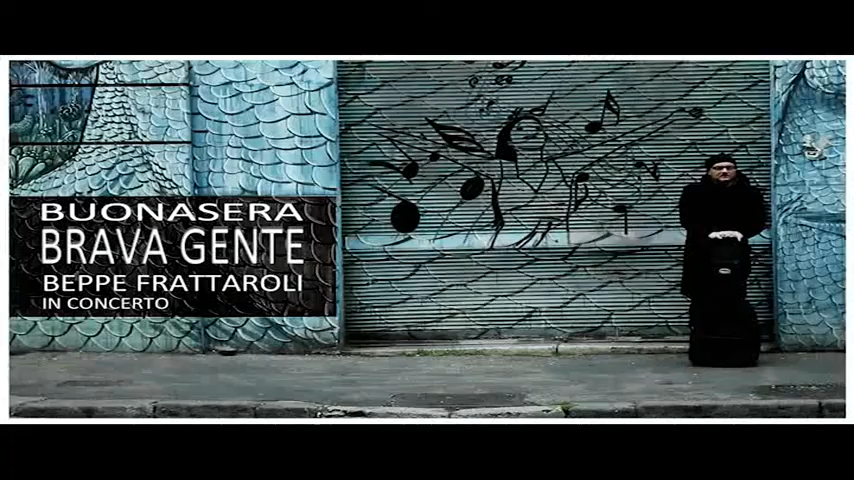 BUONASERA
BRAVA GENTE
BEPPE FRATTAROLI
IN CONCERTO